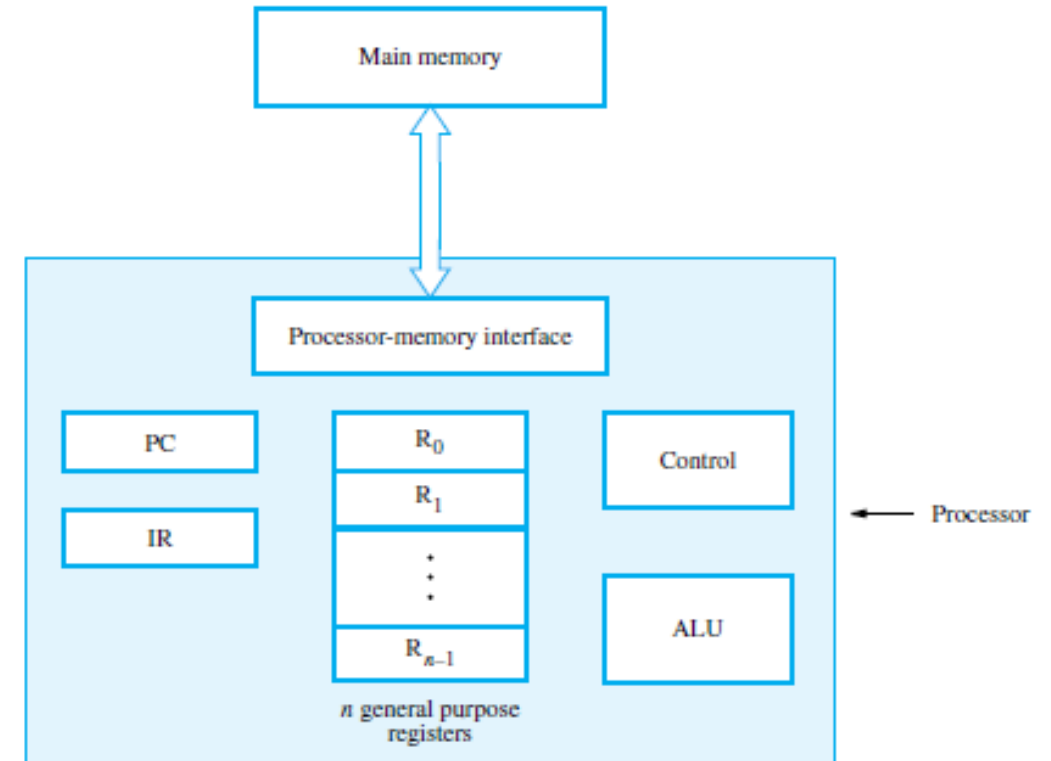 Main memory
Processor-memory interface
PC
R₀
Control
R₁
Processor
IR
⋮
ALU
Rₙ₋₁
n general purpose
registers